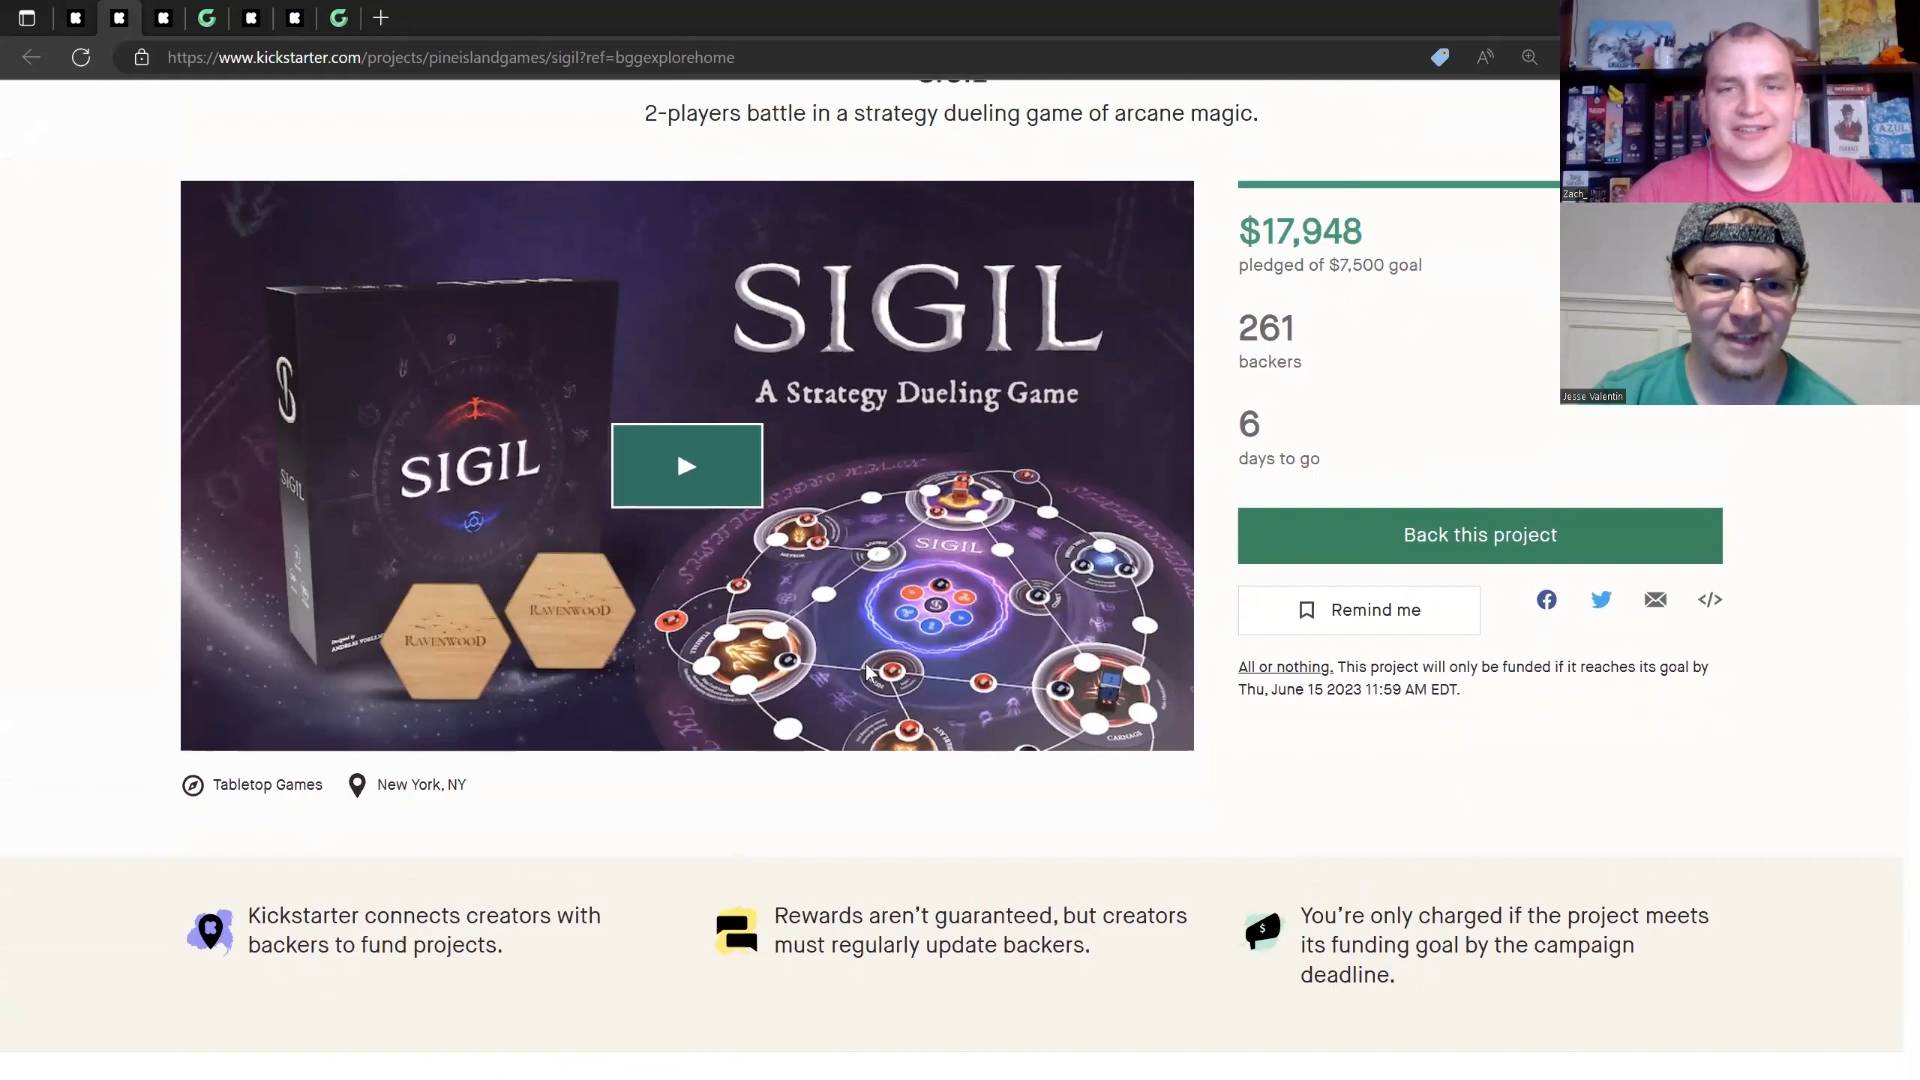 https://www.kickstarter.com/projects/pineislandgames/sigil?ref=bggexplorehome
SIGIL
2-players battle in a strategy dueling game of arcane magic.
SIGIL
A Strategy Dueling Game
SIGIL
SIGIL
SIGIL
RAVENWOOD
RAVENWOOD
CARNAGE
$17,948
pledged of $7,500 goal
261
backers
6
days to go
Back this project
Remind me
All or nothing. This project will only be funded if it reaches its goal by
Thu, June 15 2023 11:59 AM EDT.
Tabletop Games
New York, NY
Kickstarter connects creators with
backers to fund projects.
Rewards aren't guaranteed, but creators
must regularly update backers.
You're only charged if the project meets
its funding goal by the campaign
deadline.
AZUL
Zach_
Jesse Valentin